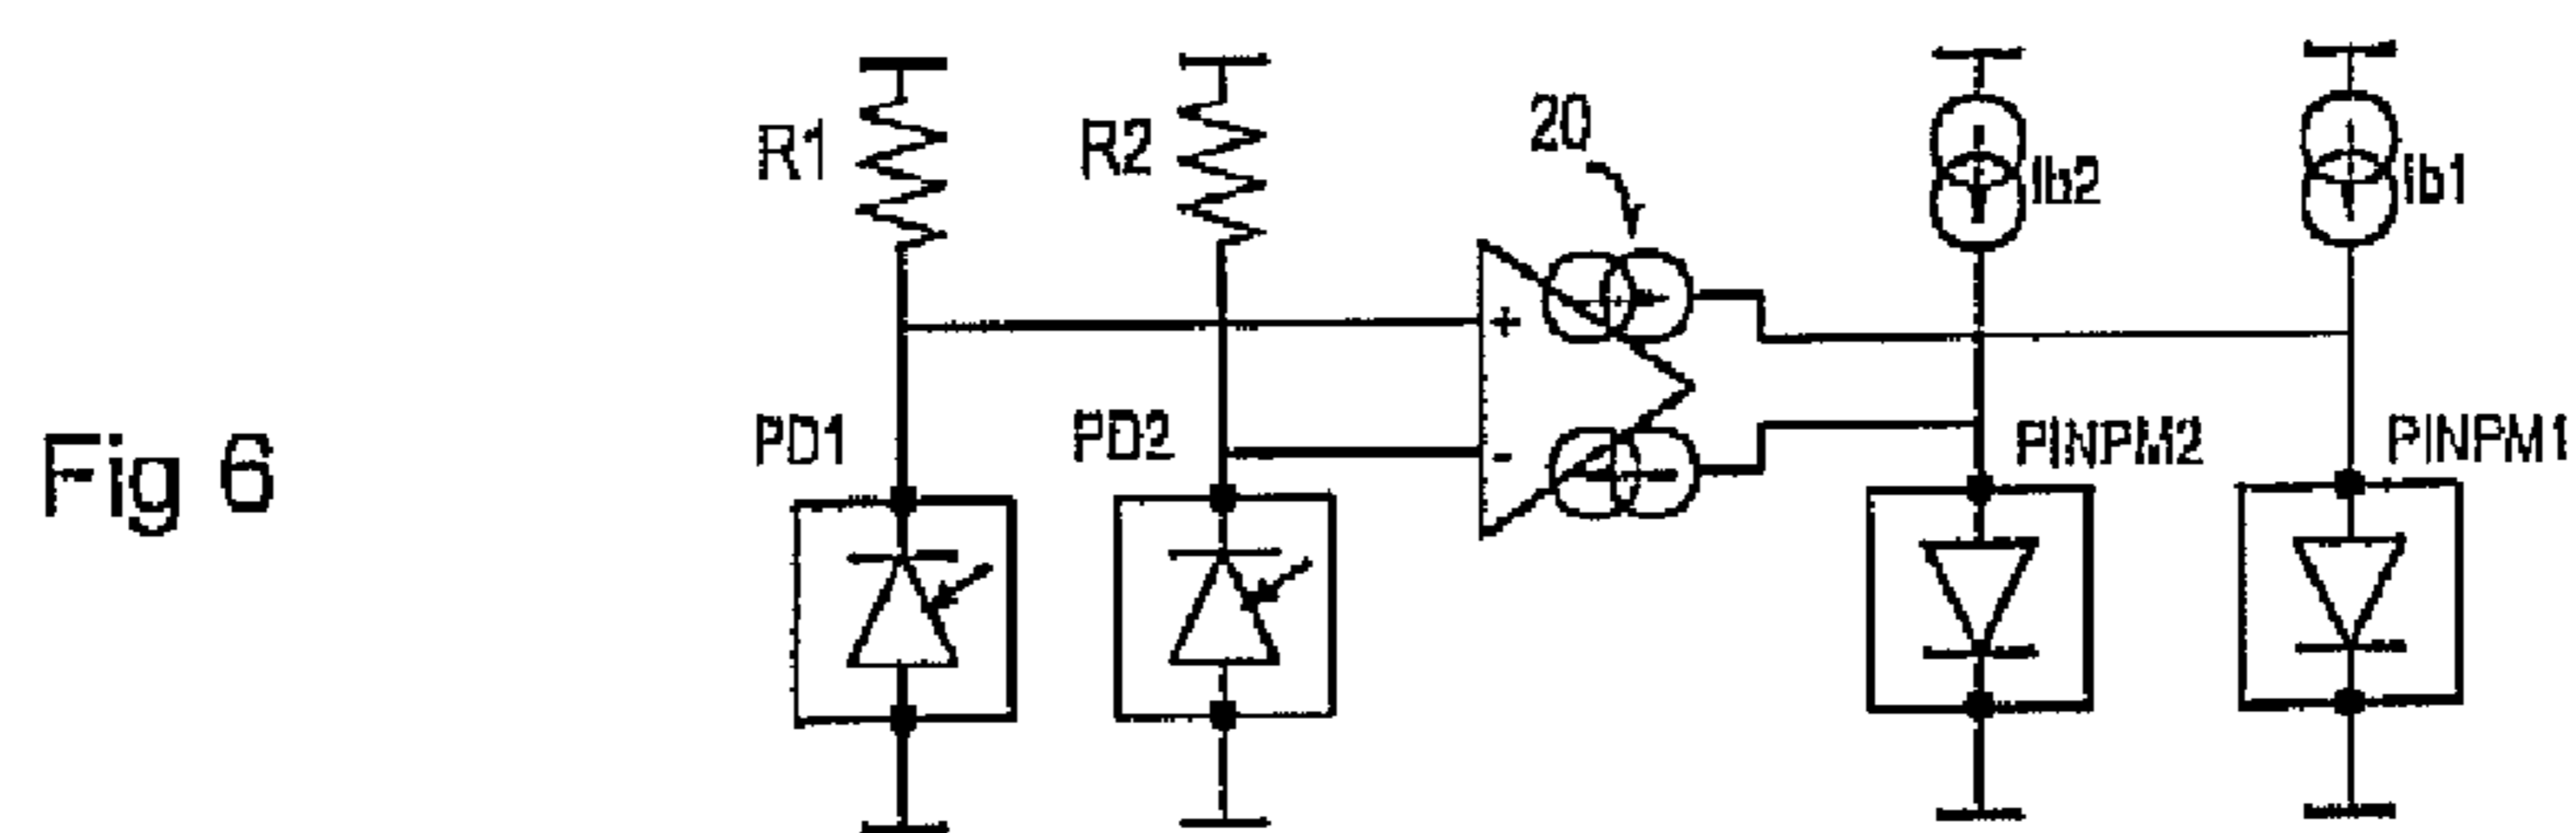 R1
R2
20
Ib2
Ib1
+
-
PD1
PD2
PINPM2
PINPM1
Fig 6